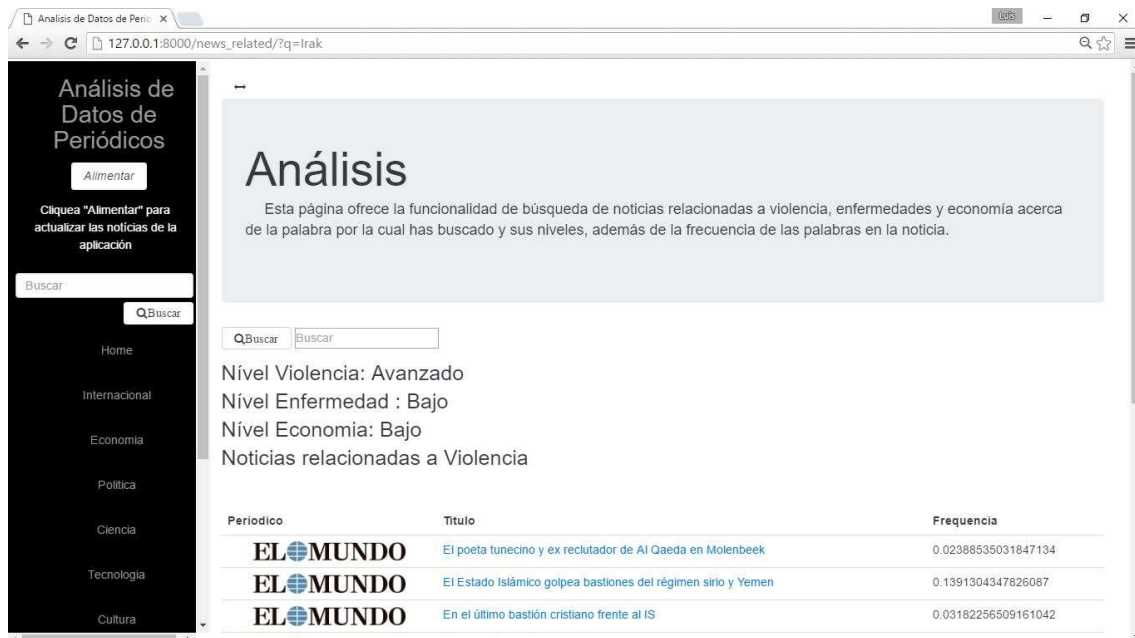 Analisis de Datos de Perio
Luis
127.0.0.1:8000/news_related/?q=Irak
Análisis de
Datos de
Periódicos
Alimentar
Cliquea "Alimentar" para
actualizar las notícias de la
aplicación
Buscar
Buscar
Home
Internacional
Economia
Politica
Ciencia
Tecnologia
Cultura
Análisis
Esta página ofrece la funcionalidad de búsqueda de noticias relacionadas a violencia, enfermedades y economía acerca
de la palabra por la cual has buscado y sus niveles, además de la frecuencia de las palabras en la noticia.
Buscar Buscar
Nível Violencia: Avanzado
Nível Enfermedad : Bajo
Nível Economia: Bajo
Noticias relacionadas a Violencia
Periodico Titulo Frequencia
EL MUNDO El poeta tunecino y ex reclutador de Al Qaeda en Molenbeek 0.02388535031847134
EL MUNDO El Estado Islámico golpea bastiones del régimen sirio y Yemen 0.1391304347826087
EL MUNDO En el último bastión cristiano frente al IS 0.03182256509161042